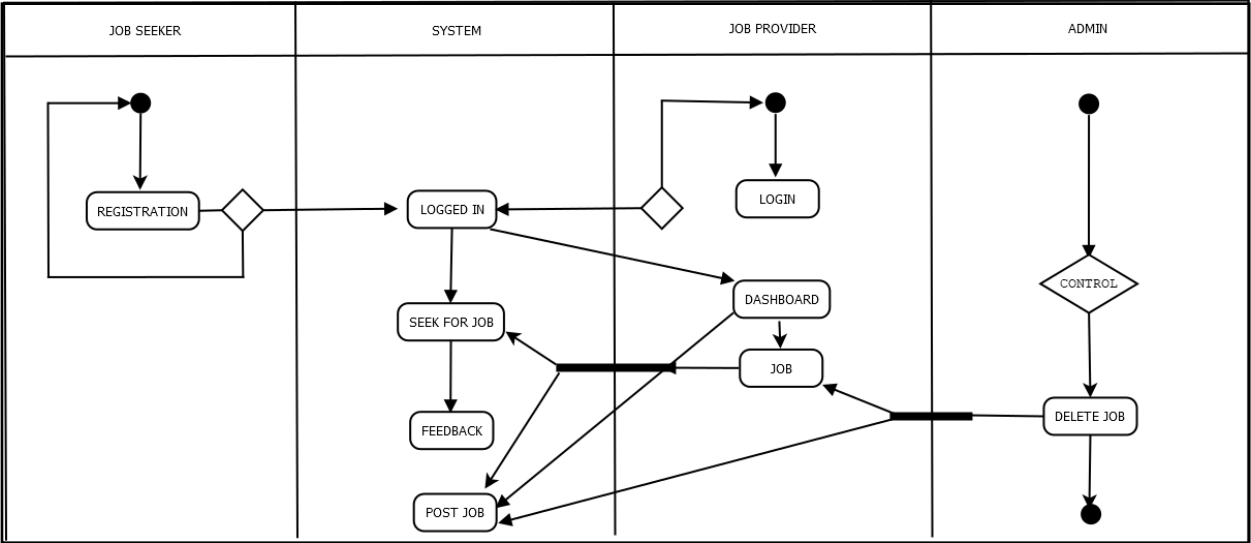 JOB SEEKER
SYSTEM
JOB PROVIDER
ADMIN
REGISTRATION
LOGGED IN
LOGIN
DASHBOARD
CONTROL
SEEK FOR JOB
JOB
DELETE JOB
FEEDBACK
POST JOB